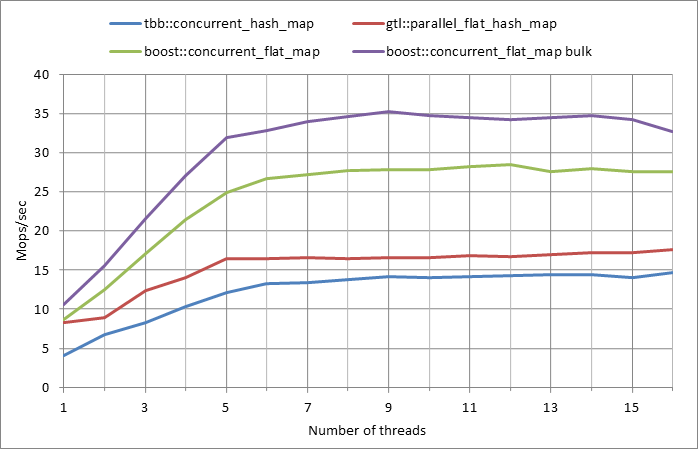 tbb::concurrent_hash_map gtl::parallel_flat_hash_map
boost::concurrent_flat_map boost::concurrent_flat_map bulk
40
35
30
25
20
15
10
5
0
Mops/sec
1 3 5 7 9 11 13 15
Number of threads